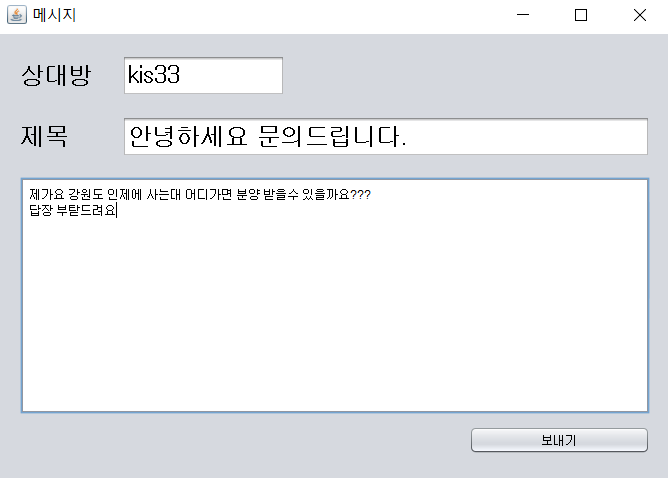 메시지
상대방 kis33
제목 안녕하세요 문의드립니다.
제가요 강원도 인제에 사는대 어디가면 분양 받을수 있을까요???
답장 부탇드려요
보내기